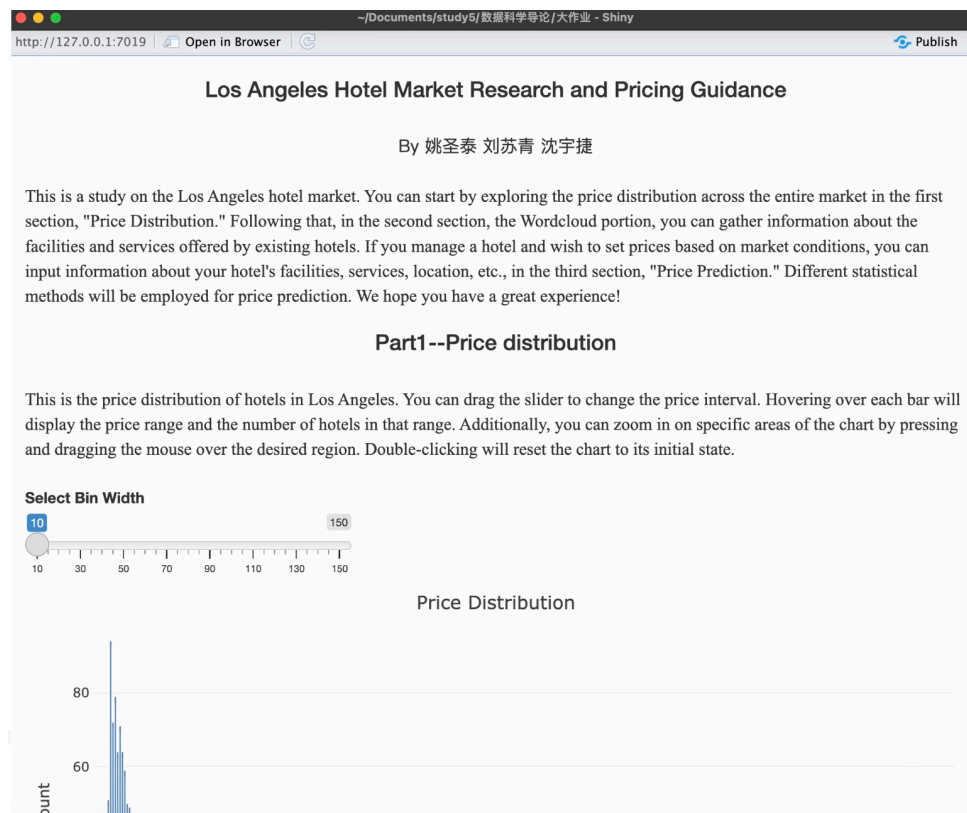 ~/Documents/study5/数据科学导论/大作业 - Shiny
http://127.0.0.1:7019 Open in Browser Publish
Los Angeles Hotel Market Research and Pricing Guidance
By 姚圣泰 刘苏青 沈宇捷
This is a study on the Los Angeles hotel market. You can start by exploring the price distribution across the entire market in the first
section, "Price Distribution." Following that, in the second section, the Wordcloud portion, you can gather information about the
facilities and services offered by existing hotels. If you manage a hotel and wish to set prices based on market conditions, you can
input information about your hotel's facilities, services, location, etc., in the third section, "Price Prediction." Different statistical
methods will be employed for price prediction. We hope you have a great experience!
Part1--Price distribution
This is the price distribution of hotels in Los Angeles. You can drag the slider to change the price interval. Hovering over each bar will
display the price range and the number of hotels in that range. Additionally, you can zoom in on specific areas of the chart by pressing
and dragging the mouse over the desired region. Double-clicking will reset the chart to its initial state.
Select Bin Width
10 150
10 30 50 70 90 110 130 150
Price Distribution
80
60